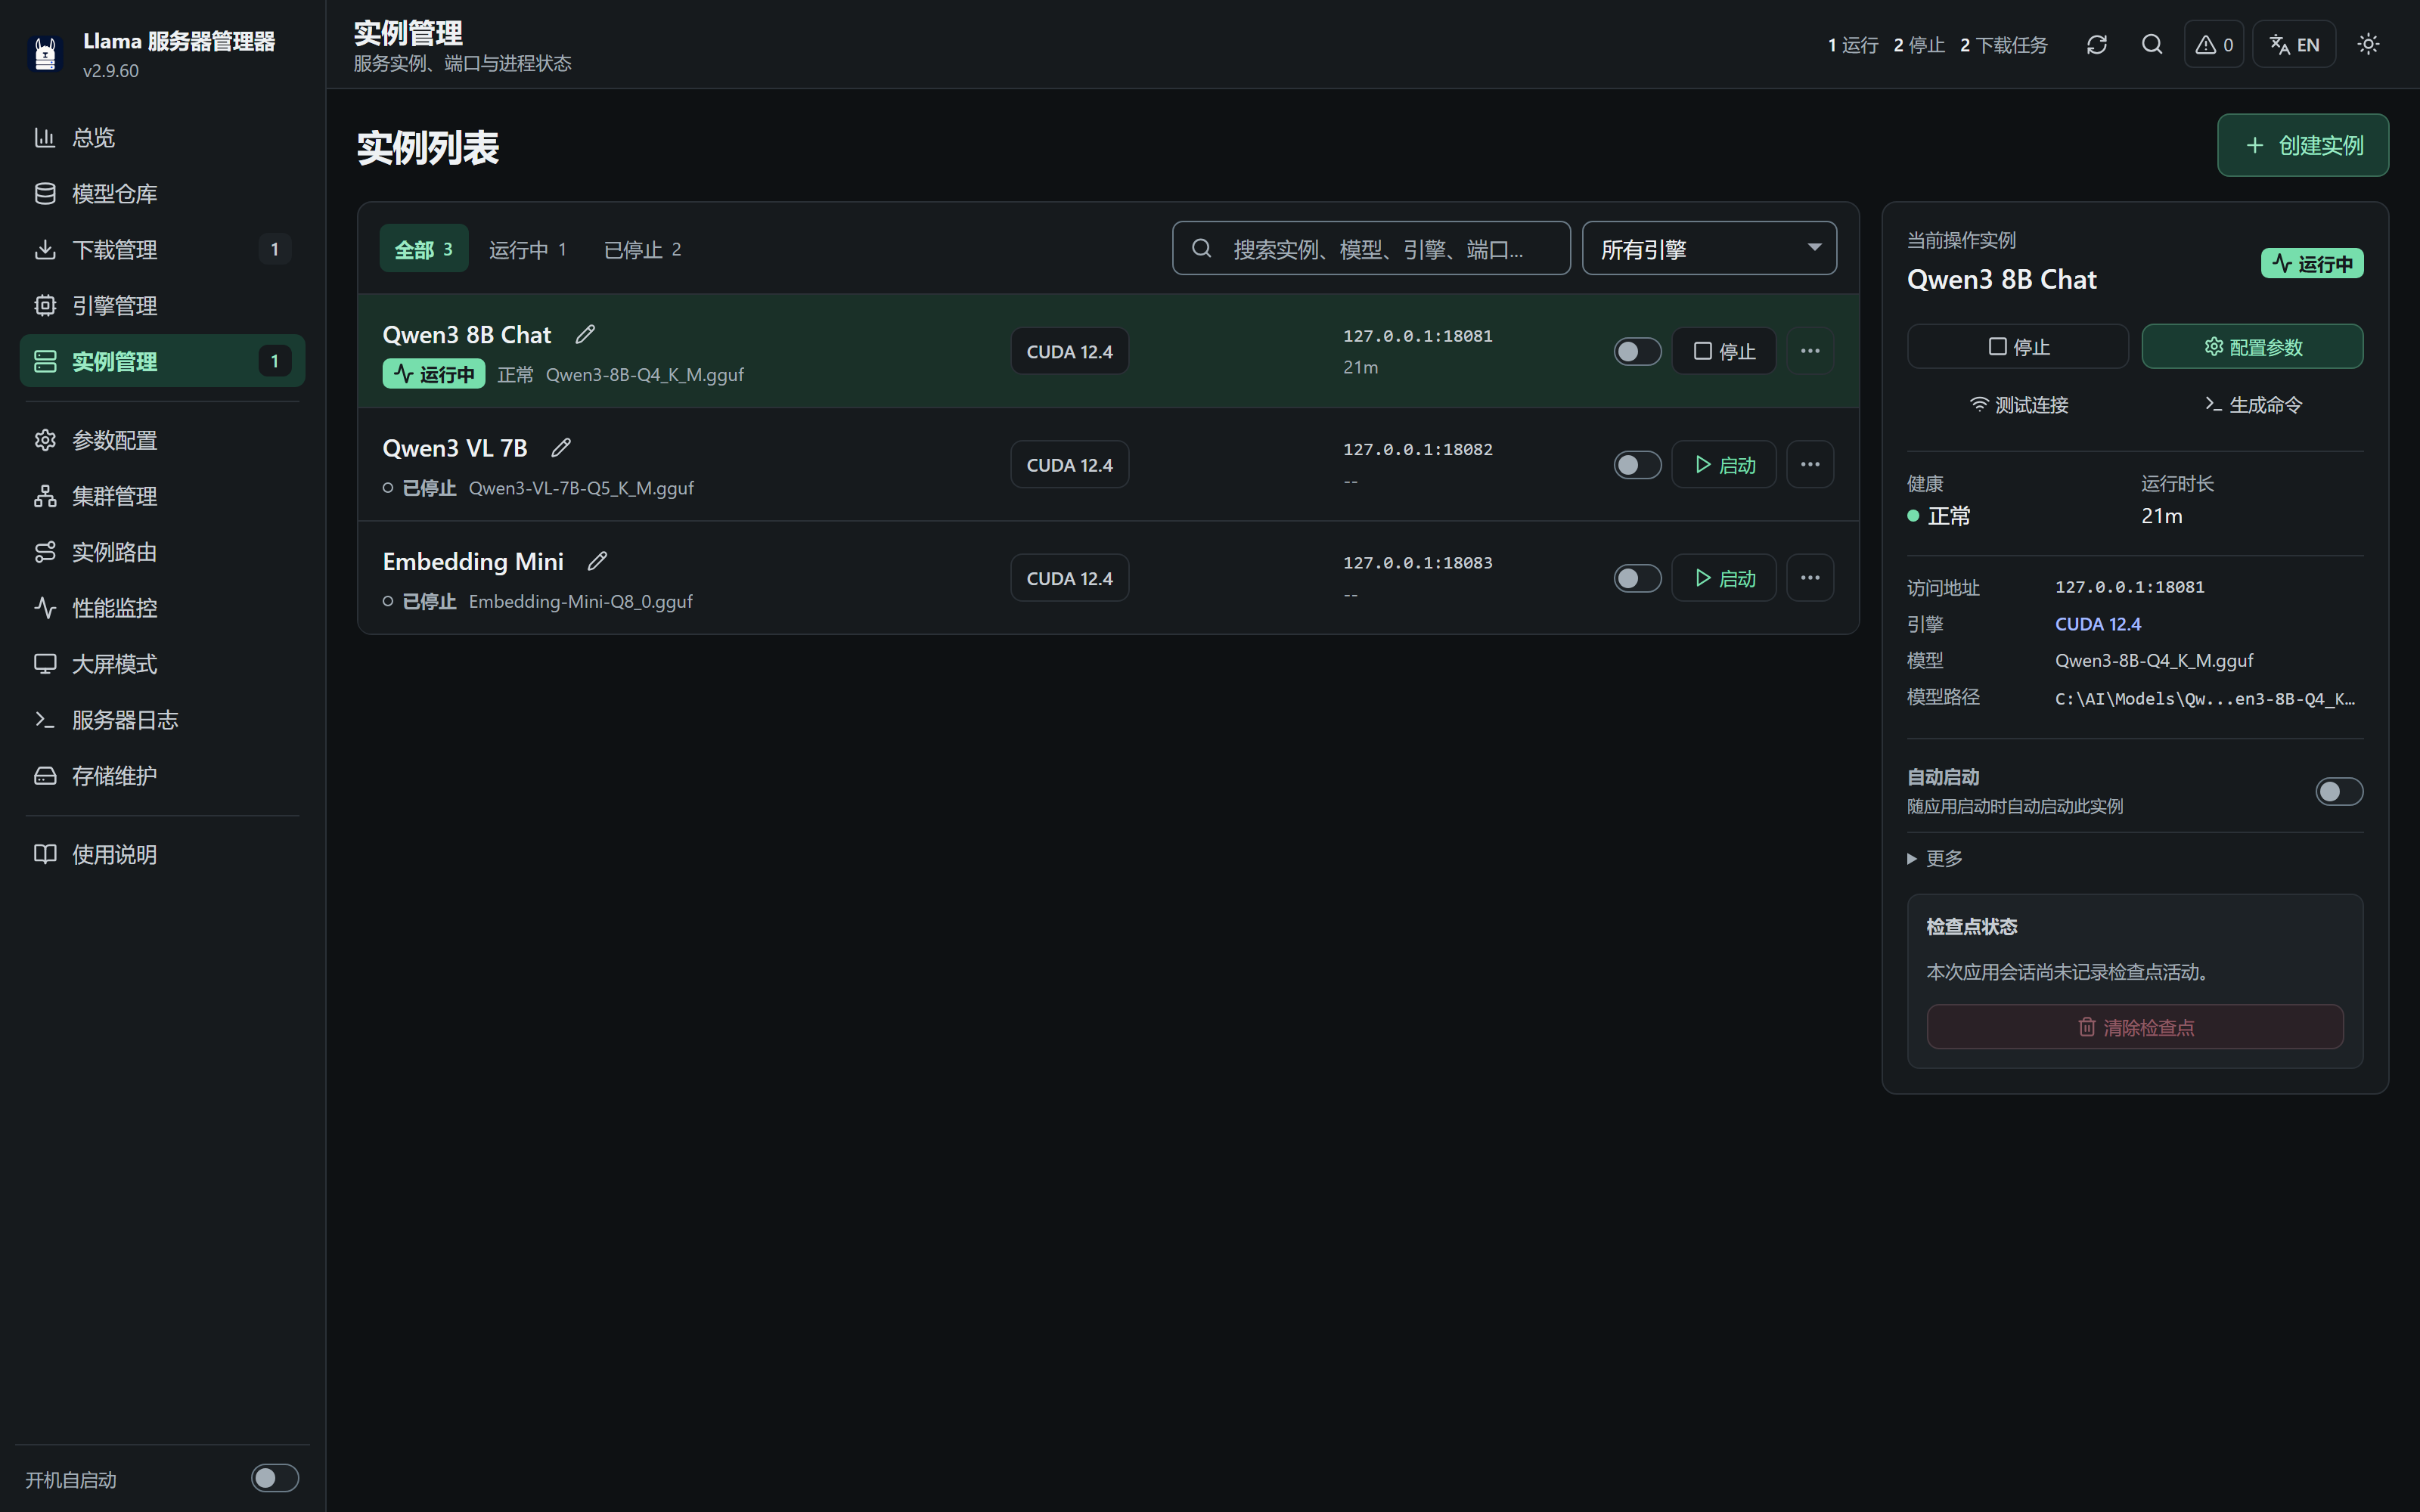 Llama 服务器管理器
v2.9.60
总览
模型仓库
下载管理 1
引擎管理
实例管理 1
参数配置
集群管理
实例路由
性能监控
大屏模式
服务器日志
存储维护
使用说明
开机自启动
实例管理
服务实例、端口与进程状态
1 运行 2 停止 2 下载任务
0
EN
实例列表
创建实例
全部 3 运行中 1 已停止 2
搜索实例、模型、引擎、端口...
所有引擎
Qwen3 8B Chat
运行中 正常 Qwen3-8B-Q4_K_M.gguf
CUDA 12.4
127.0.0.1:18081
21m
停止
Qwen3 VL 7B
已停止 Qwen3-VL-7B-Q5_K_M.gguf
CUDA 12.4
127.0.0.1:18082
--
启动
Embedding Mini
已停止 Embedding-Mini-Q8_0.gguf
CUDA 12.4
127.0.0.1:18083
--
启动
当前操作实例
Qwen3 8B Chat
运行中
停止 配置参数
测试连接 生成命令
健康 运行时长
正常 21m
访问地址 127.0.0.1:18081
引擎 CUDA 12.4
模型 Qwen3-8B-Q4_K_M.gguf
模型路径 C:\AI\Models\Qw...en3-8B-Q4_K…
自动启动
随应用启动时自动启动此实例
更多
检查点状态
本次应用会话尚未记录检查点活动。
清除检查点